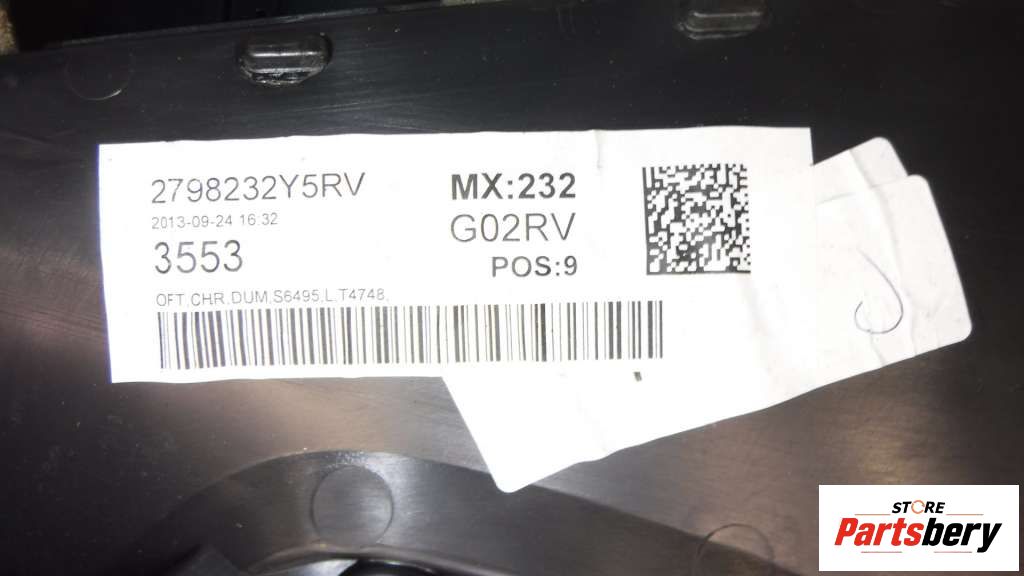 2798232Y5RV
2013-09-24 16:32
3553
MX:232
G02RV
POS:9
OFT,CHR,DUM,S6495,L,T4748,
STORE
Partsbery